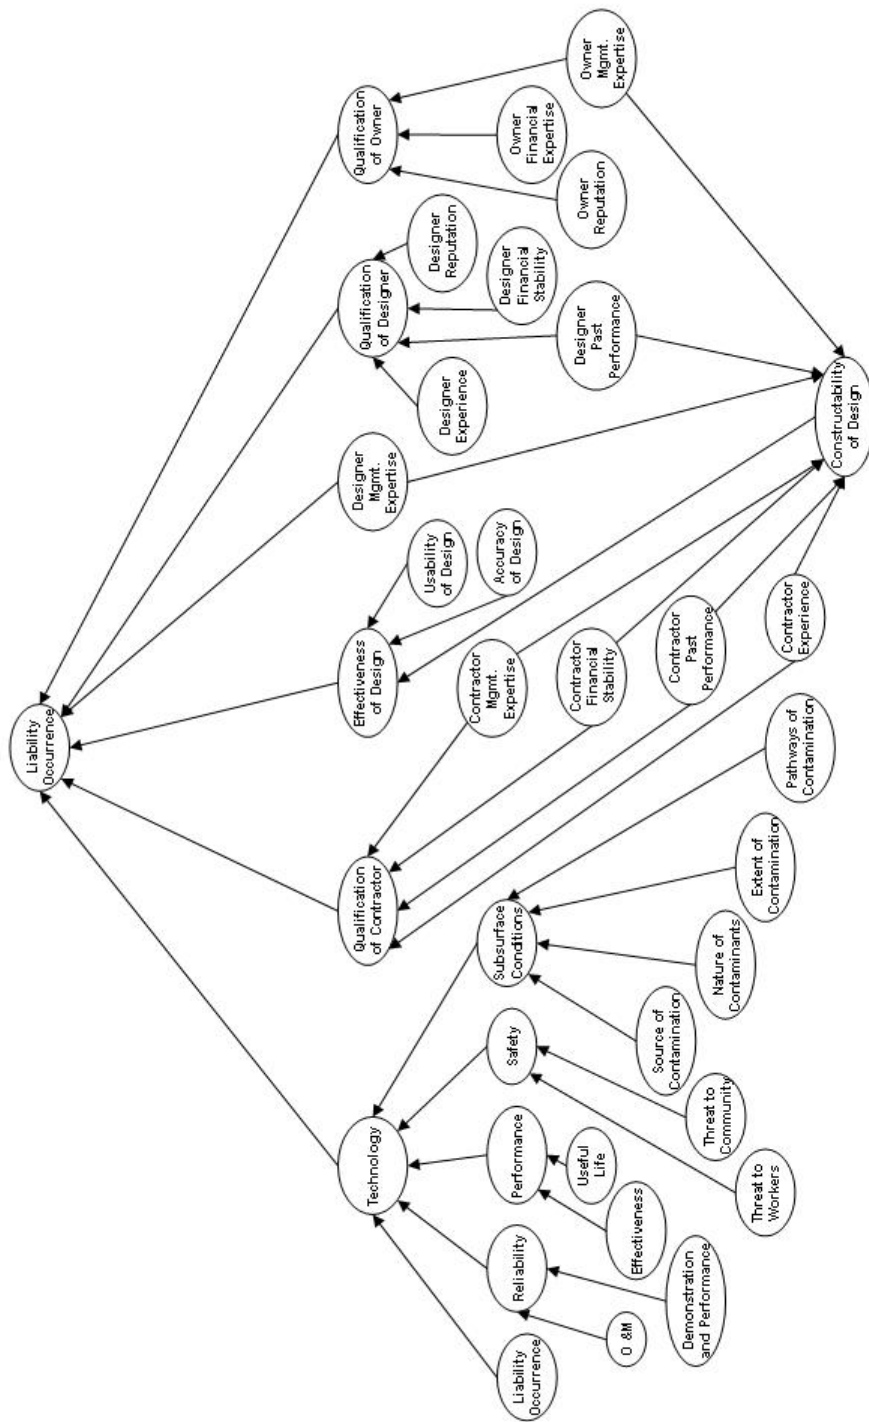 Liability
Occurrence
Technology
Qualification
of Contractor
Effectiveness
of Design
Designer
Mgmt.
Expertise
Qualification
of Designer
Qualification
of Owner
Liability
Occurrence
Reliability
Performance
Safety
Subsurface
Conditions
Contractor
Mgmt.
Expertise
Usability
of Design
Accuracy
of Design
Designer
Experience
Designer
Financial
Stability
Designer
Reputation
Owner
Financial
Expertise
Owner
Mgmt.
Expertise
O &M
Demonstration
and Performance
Effectiveness
Useful
Life
Threat to
Workers
Threat to
Community
Source of
Contamination
Nature of
Contaminants
Extent of
Contamination
Pathways of
Contamination
Contractor
Financial
Stability
Contractor
Past
Performance
Contractor
Experience
Designer
Past
Performance
Owner
Reputation
Constructability
of Design